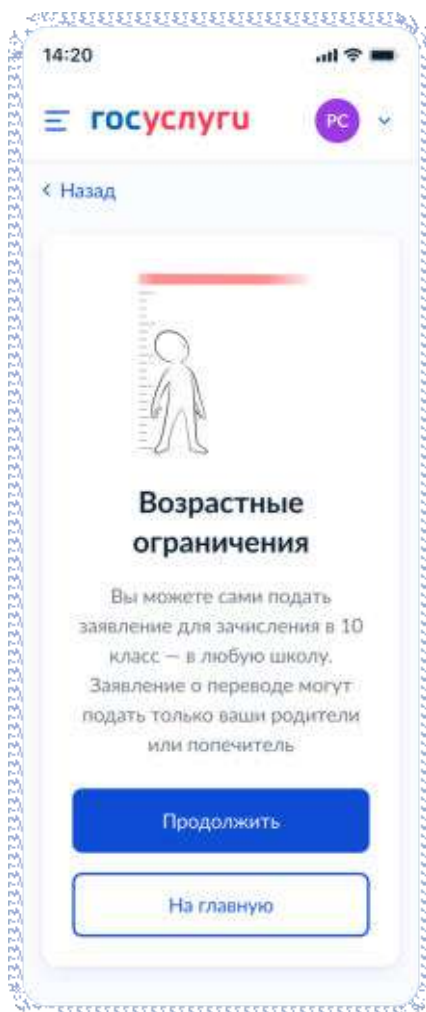 14:20
госуслуги
РС
Назад
Возрастные
ограничения
Вы можете сами подать
заявление для зачисления в 10
класс — в любую школу.
Заявление о переводе могут
подать только ваши родители
или попечитель
Продолжить
На главную